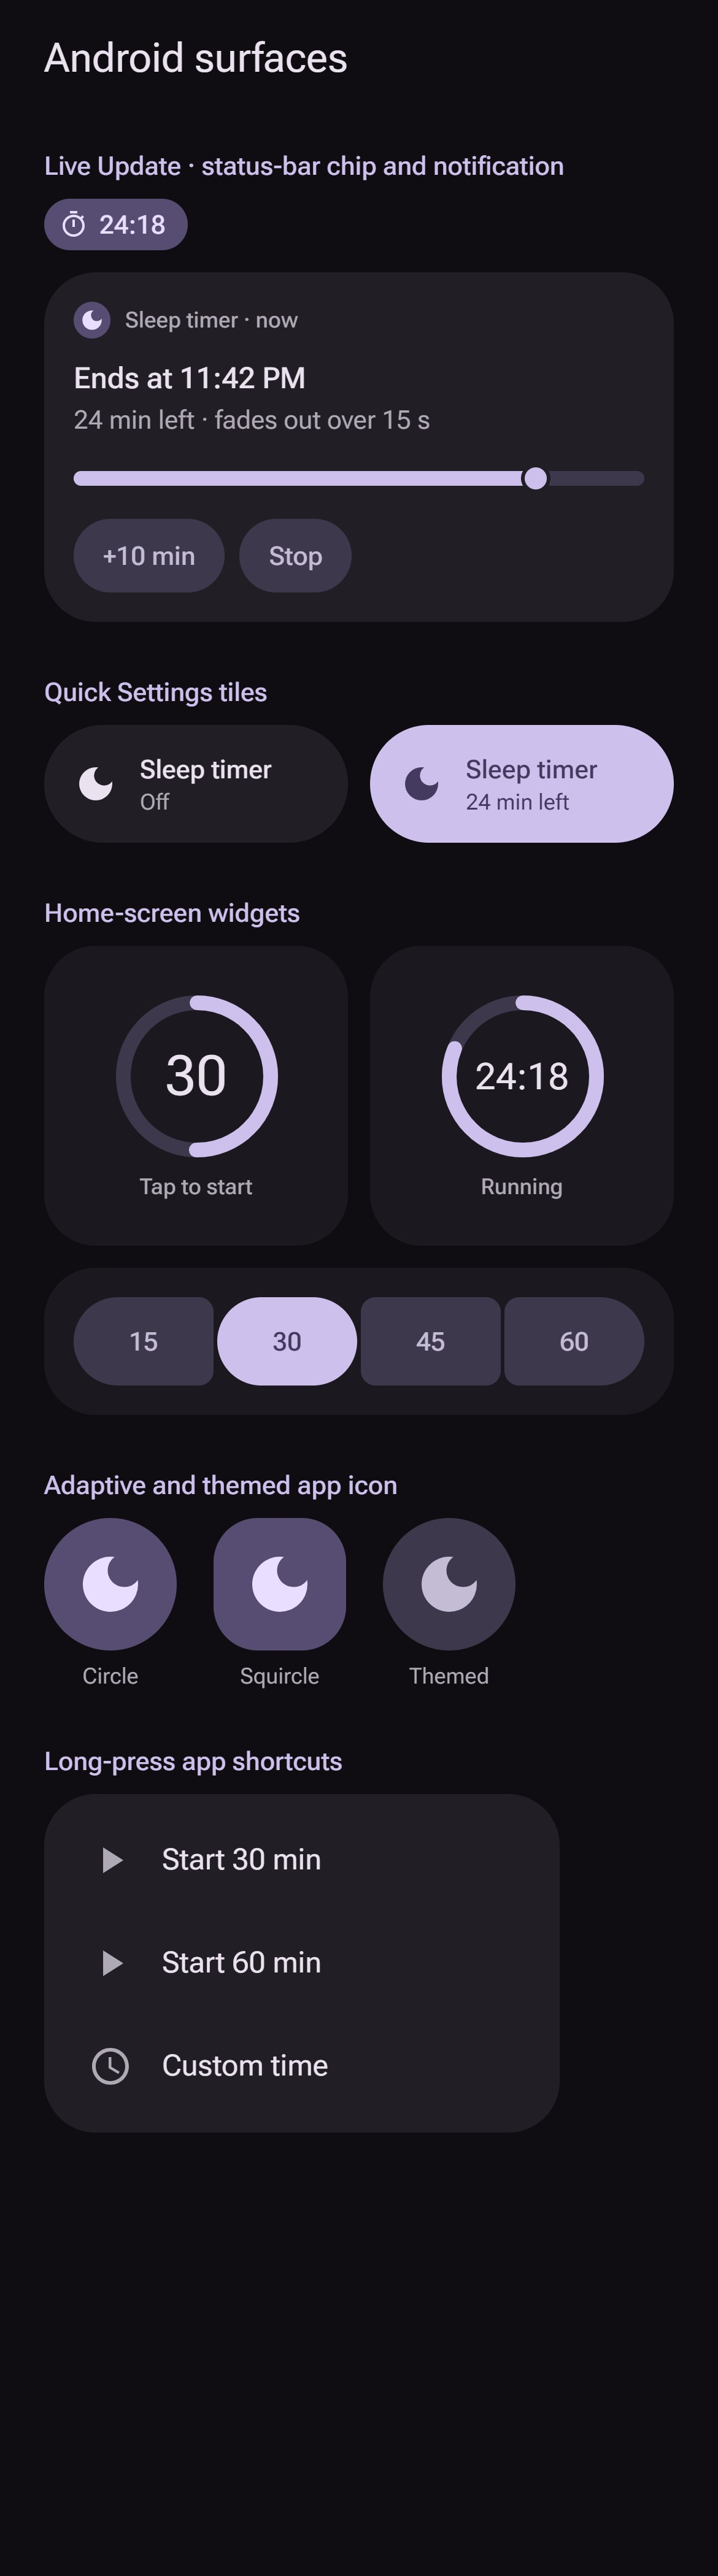 Android surfaces
Live Update · status-bar chip and notification
24:18
Sleep timer · now
Ends at 11:42 PM
24 min left · fades out over 15 s
+10 min
Stop
Quick Settings tiles
Sleep timer
Off
Sleep timer
24 min left
Home-screen widgets
30
Tap to start
24:18
Running
15
30
45
60
Adaptive and themed app icon
Circle
Squircle
Themed
Long-press app shortcuts
Start 30 min
Start 60 min
Custom time